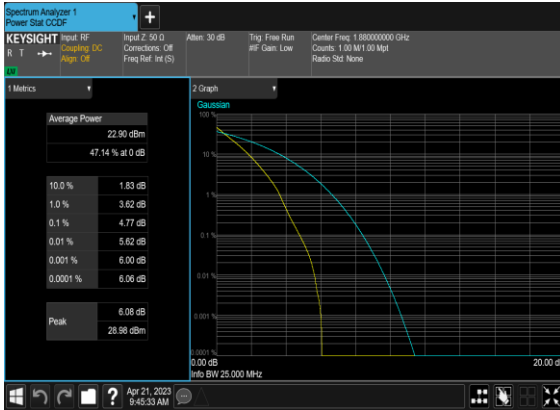 Spectrum Analyzer 1
Power Stat CCDF
KEYSIGHT
R T
Input: RF
Coupling: DC
Align: Off
Input Z: 50 Ω
Corrections: Off
Freq Ref: Int (S)
Atten: 30 dB
Trig: Free Run
#IF Gain: Low
Center Freq: 1.880000000 GHz
Counts: 1.00 M/1.00 Mpt
Radio Std: None
1 Metrics
Average Power
22.90 dBm
47.14 % at 0 dB
10.0 % 1.83 dB
1.0 % 3.62 dB
0.1 % 4.77 dB
0.01 % 5.62 dB
0.001 % 6.00 dB
0.0001 % 6.06 dB
Peak
6.08 dB
28.98 dBm
2 Graph
Gaussian
100 %
10 %
1 %
0.1 %
0.01 %
0.001 %
0.0001 %
0.00 dB
20.00 d
Info BW 25.000 MHz
?
Apr 21, 2023
9:45:33 AM